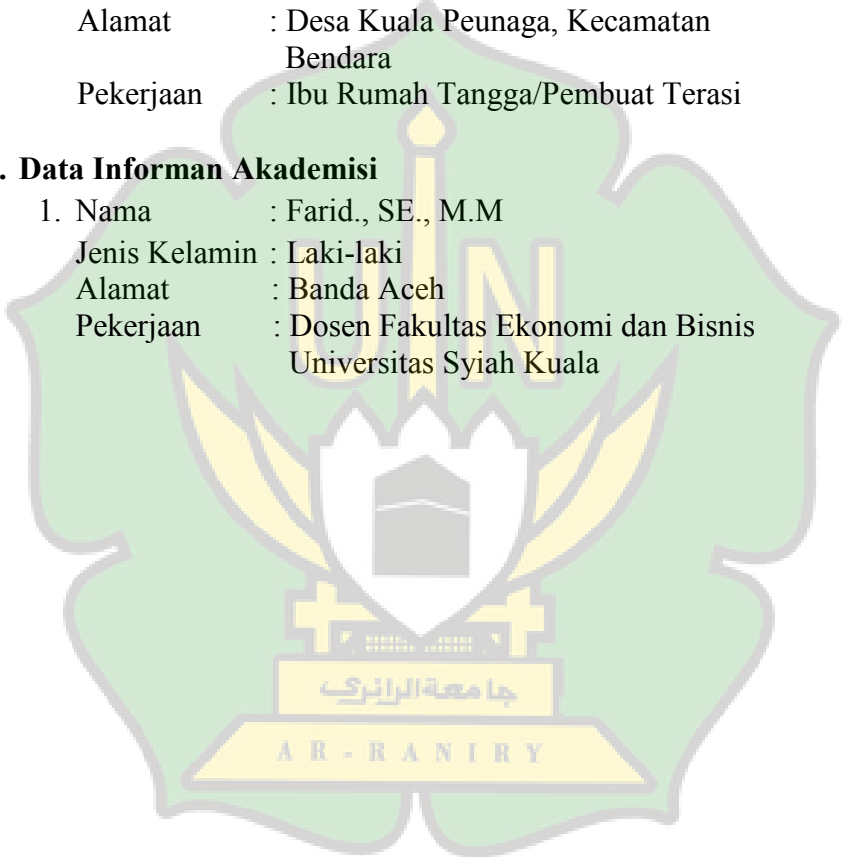 Alamat : Desa Kuala Peunaga, Kecamatan
Bendara
Pekerjaan : Ibu Rumah Tangga/Pembuat Terasi
. Data Informan Akademisi
1. Nama : Farid., SE., M.M
Jenis Kelamin : Laki-laki
Alamat : Banda Aceh
Pekerjaan : Dosen Fakultas Ekonomi dan Bisnis
Universitas Syiah Kuala
UIN
جامعة الرانري
AR-RANIRY